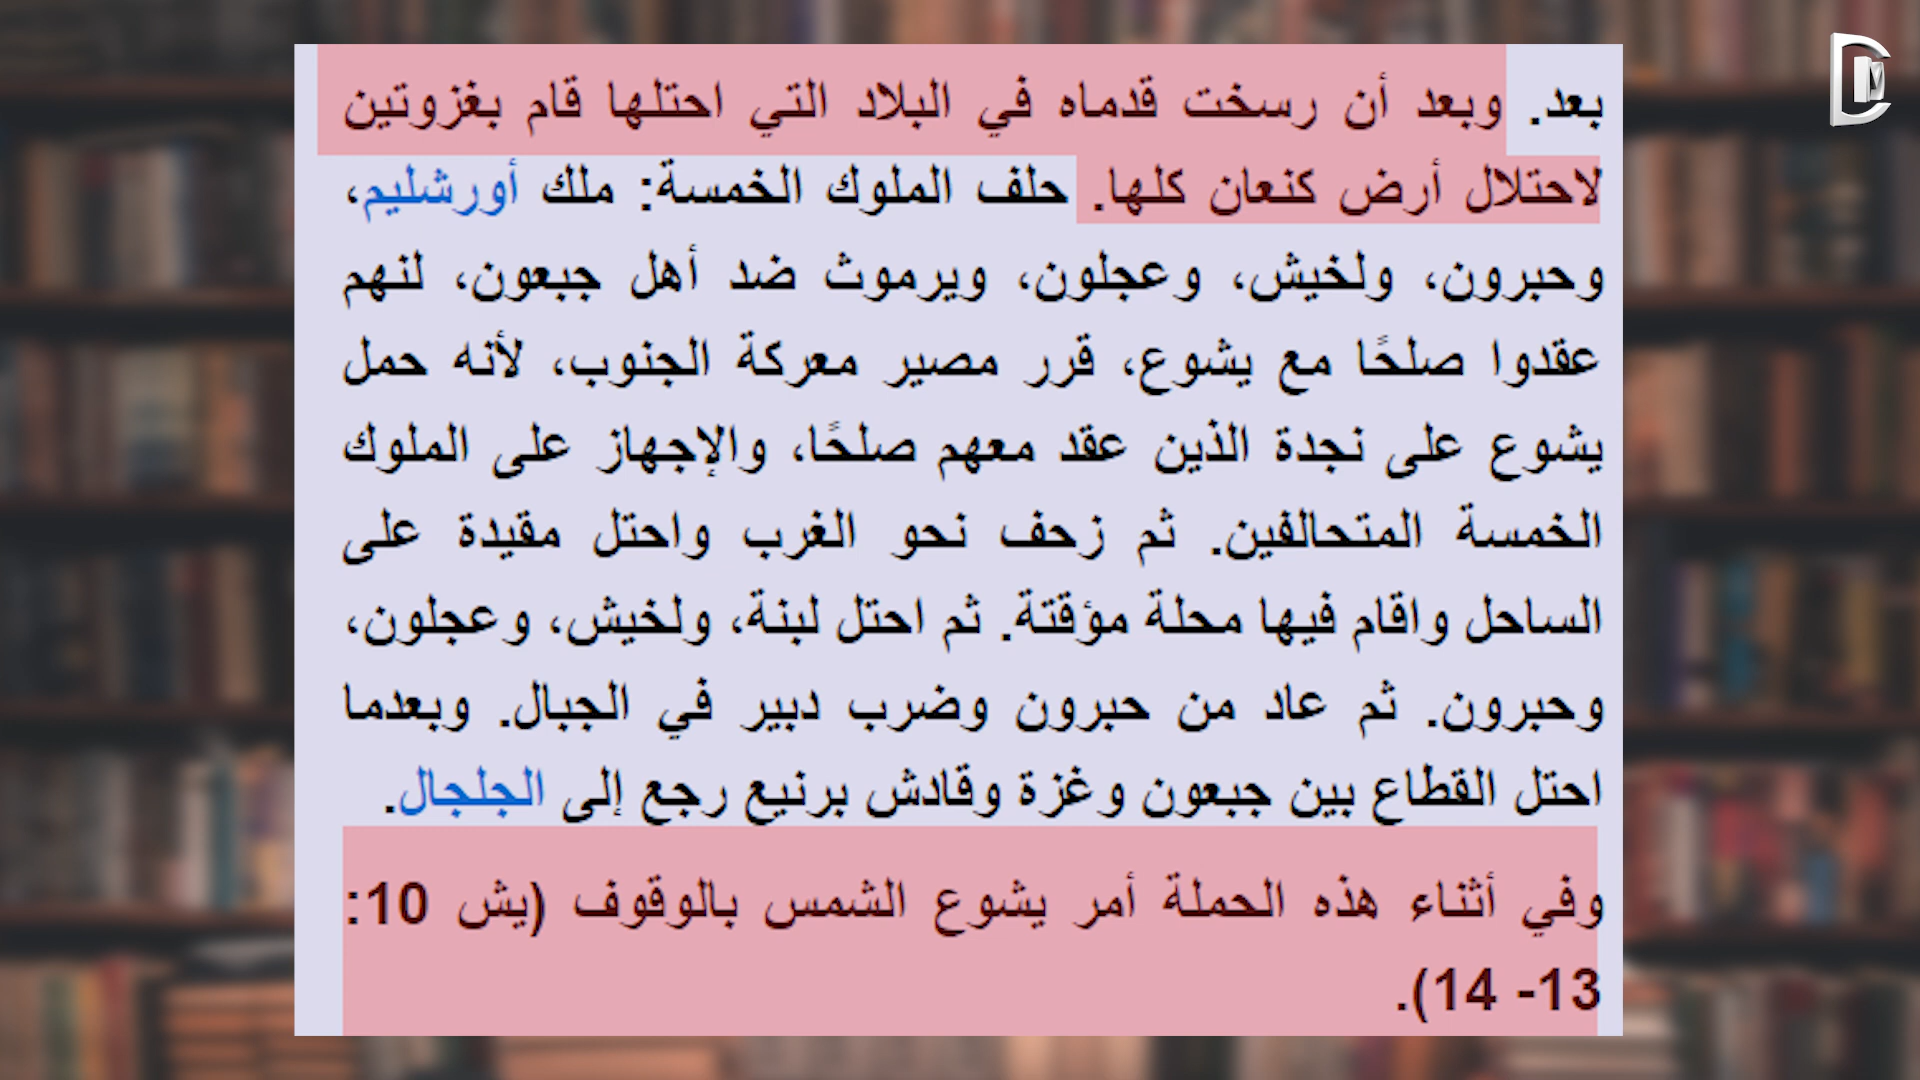 بعد. وبعد أن رسخت قدماه في البلاد التي احتلها قام بغزوتين
لاحتلال أرض كنعان كلها. حلف الملوك الخمسة: ملك أورشليم،
وحبرون، ولخيش، وعجلون، ويرموث ضد أهل جبعون، لنهم
عقدوا صلحًا مع يشوع، قرر مصير معركة الجنوب، لأنه حمل
يشوع على نجدة الذين عقد معهم صلحًا، والإجهاز على الملوك
الخمسة المتحالفين. ثم زحف نحو الغرب واحتل مقيدة على
الساحل واقام فيها محلة مؤقتة. ثم احتل لبنة، ولخيش، وعجلون،
وحبرون. ثم عاد من حبرون وضرب دبير في الجبال. وبعدما
احتل القطاع بين جبعون وغزة وقادش برنيع رجع إلى الجلجال.
وفي أثناء هذه الحملة أمر يشوع الشمس بالوقوف (يش 10:
13- 14).